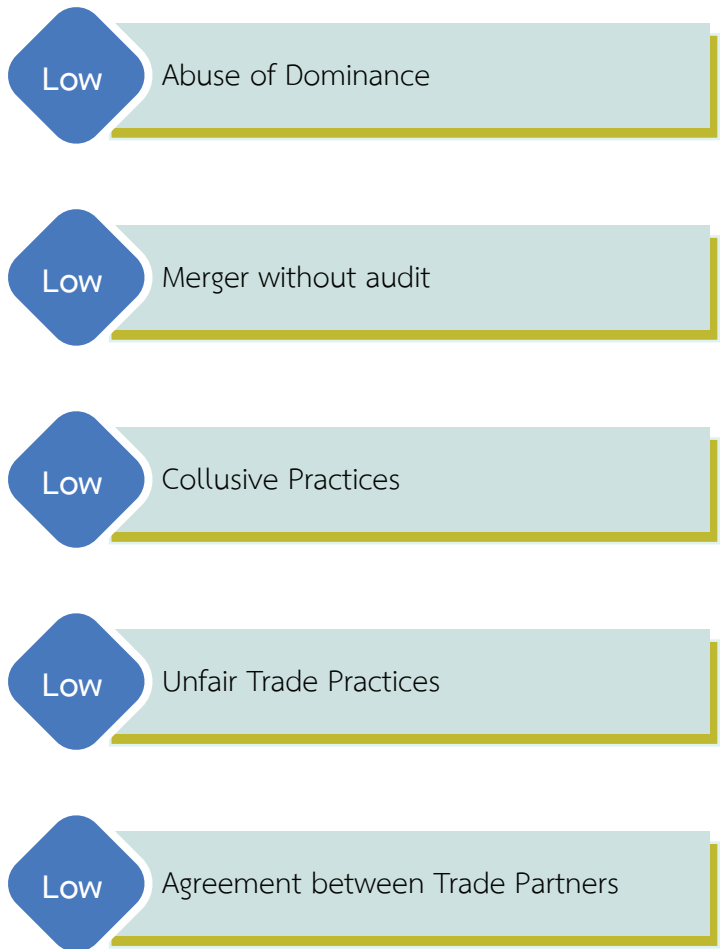 Low
Abuse of Dominance
Low
Merger without audit
Low
Collusive Practices
Low
Unfair Trade Practices
Low
Agreement between Trade Partners